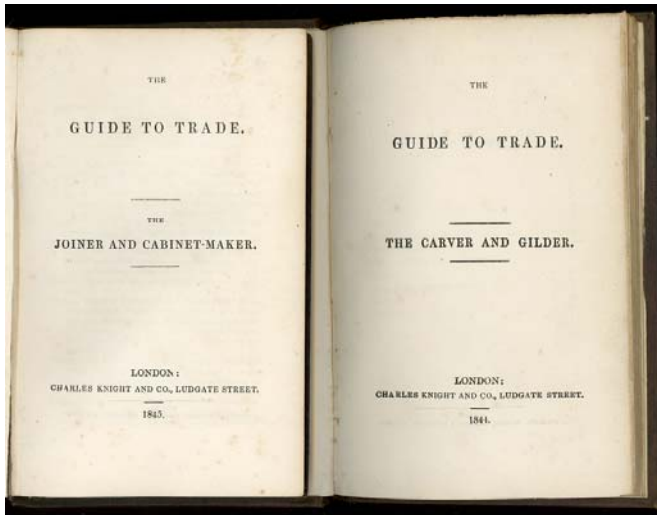 THE
GUIDE TO TRADE.
THE
JOINER AND CABINET-MAKER.
LONDON:
CHARLES KNIGHT AND CO., LUDGATE STREET.
1845.
THE
GUIDE TO TRADE.
THE CARVER AND GILDER.
LONDON:
CHARLES KNIGHT AND CO., LUDGATE STREET.
1844.